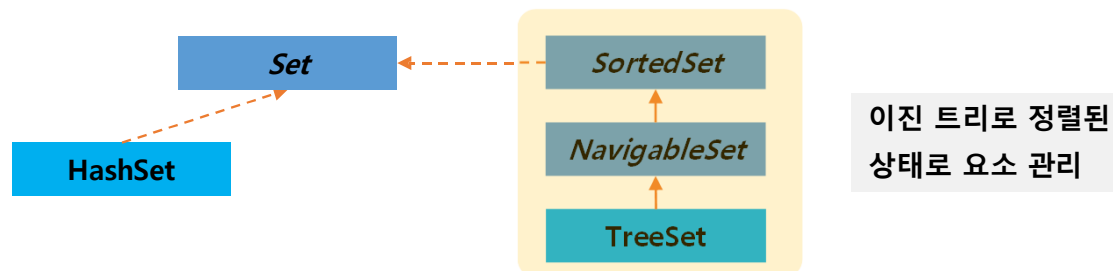 Set
SortedSet
NavigableSet
HashSet
TreeSet
이진 트리로 정렬된
상태로 요소 관리